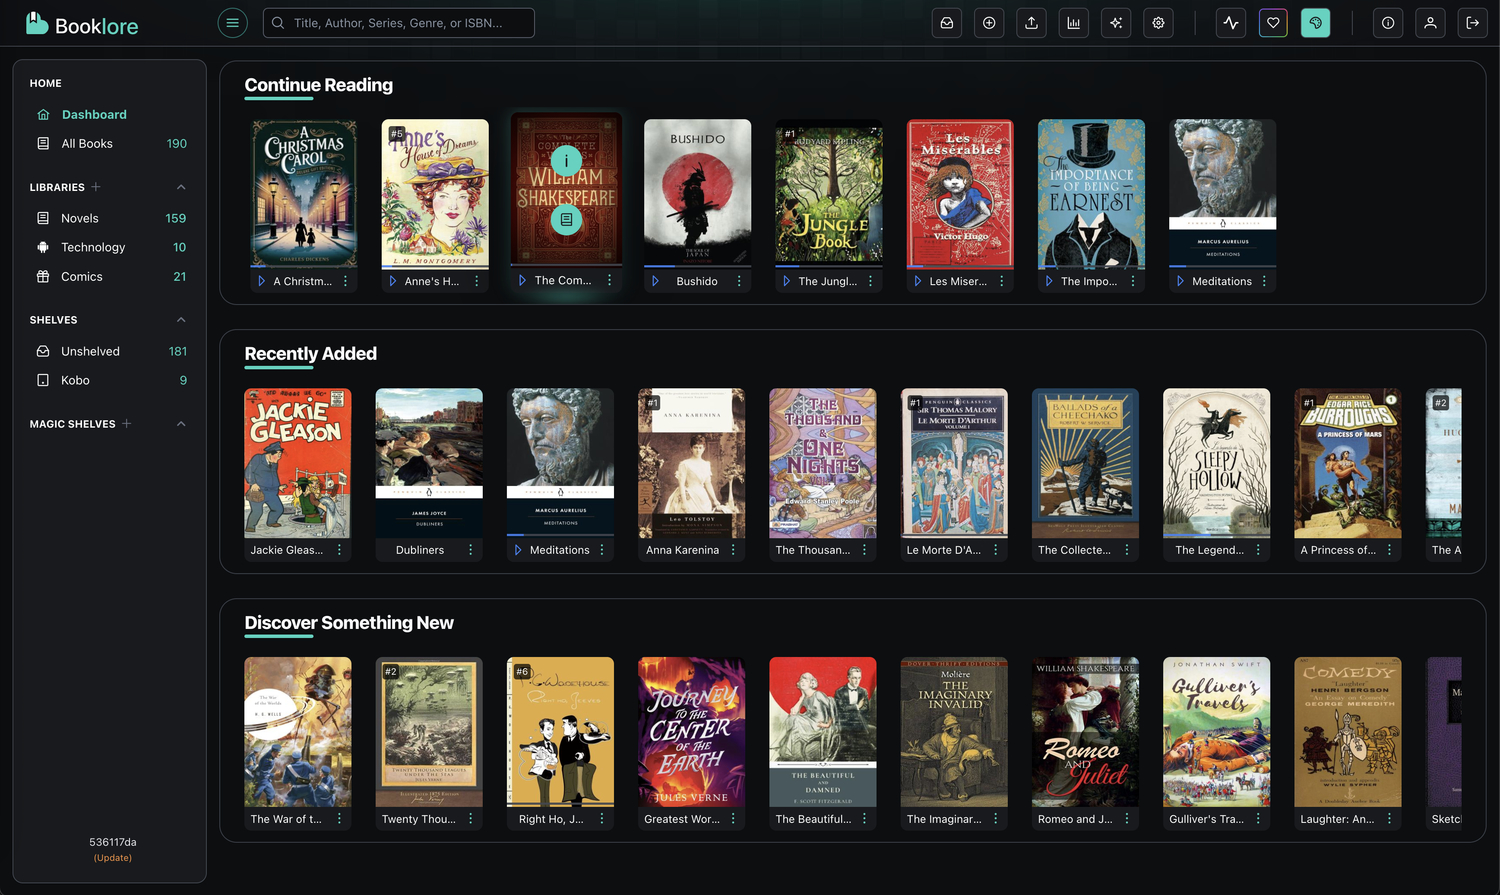 Booklore
Title, Author, Series, Genre, or ISBN...
HOME
Dashboard
All Books 190
LIBRARIES
Novels 159
Technology 10
Comics 21
SHELVES
Unshelved 181
Kobo 9
MAGIC SHELVES
536117da
(Update)
Continue Reading
A
CHRISTMAS
CAROL
CHARLES DICKENS
A Christm...
#5
Anne's
House of Dreams
L. M. MONTGOMERY
Anne's H...
COMPLETE
WILLIAM
SHAKESPEARE
The Com...
BUSHIDO
THE SOUL OF
JAPAN
Bushido
#1
RUDYARD KIPLING
THE
JUNGLE
Book
The Jungl...
Les
Misérables
Victor Hugo
Les Miser...
The
IMPORTANCE
OF BEING
EARNEST
The Impo...
PENGUIN CLASSICS
MARCUS AURELIUS
MEDITATIONS
Meditations
Recently Added
JACKIE
GLEASON
Jackie Gleas...
PENGUIN CLASSICS
JAMES JOYCE
DUBLINERS
Dubliners
PENGUIN CLASSICS
MARCUS AURELIUS
MEDITATIONS
Meditations
#1
ANNA KARENINA
Leo TOLSTOY
Anna Karenina
THE
THOUSAND
&
ONE
NIGHTS
Edward Stanley Poole
The Thousan...
#1
PENGUIN CLASSICS
SIR THOMAS MALORY
LE MORTE D'ARTHUR
VOLUME I
Le Morte D'A...
BALLADS of a
CHEECHAKO
ROBERT W. SERVICE
The Collecte...
SLEEPY
HOLLOW
The Legend...
#1
EDGAR RICE
BURROUGHS
1
A PRINCESS OF MARS
A Princess of...
#2
The A
Discover Something New
The War
of the Worlds
H. G. WELLS
The War of t...
#2
TWENTY THOUSAND LEAGUES
UNDER THE SEA
JULES VERNE
Twenty Thou...
#6
P. G. WODEHOUSE
Right Ho, J...
JOURNEY
TO THE
CENTER
OF THE
EARTH
JULES VERNE
Greatest Wor...
THE BEAUTIFUL
AND
DAMNED
F. SCOTT FITZGERALD
The Beautiful...
DOVER THRIFT EDITIONS
Molière
THE
IMAGINARY
INVALID
The Imaginar...
WILLIAM SHAKESPEARE
Romeo
AND
Juliet
Romeo and J...
JONATHAN SWIFT
Gulliver's
Travels
Gulliver's Tra...
COMEDY
"Laughter"
HENRI BERGSON
"An Essay on Comedy"
GEORGE MEREDITH
WYLIE SYPHER
Laughter: An...
Sketc